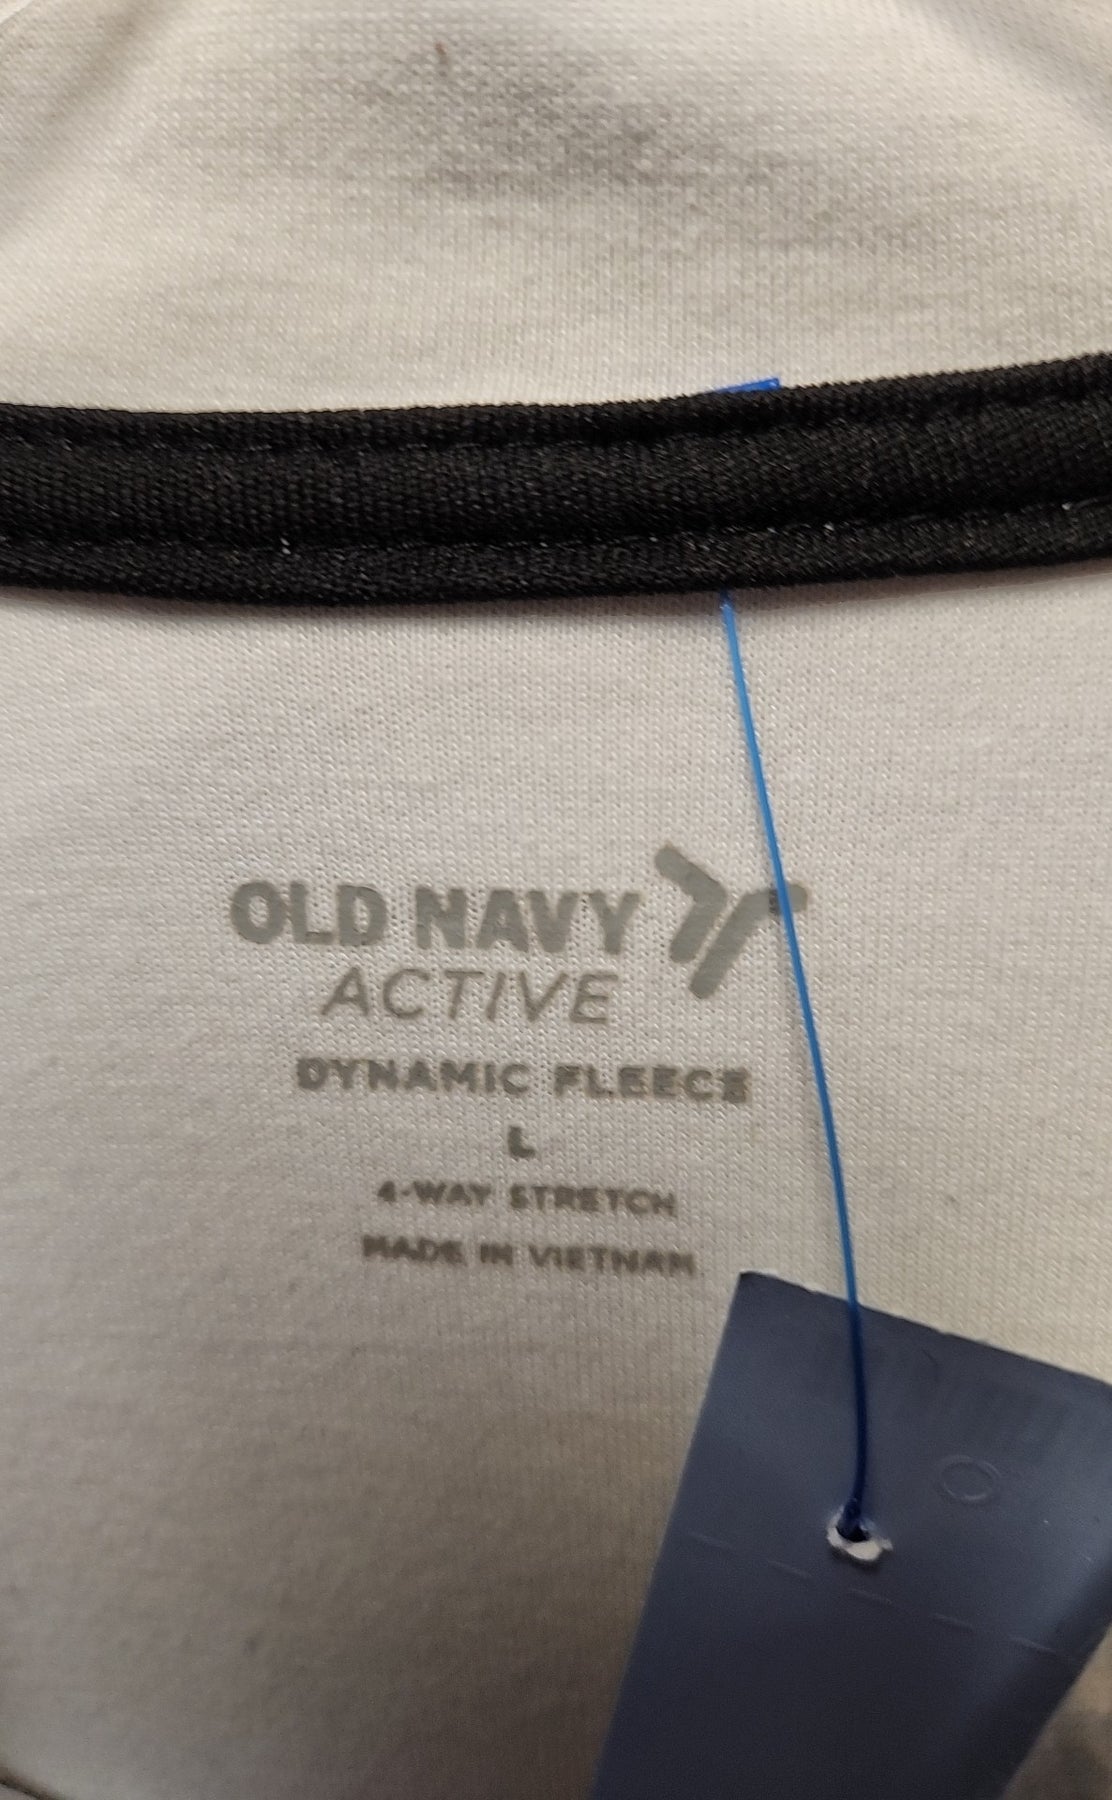 OLD NAVY
ACTIVE
DYNAMIC FLEECE
L
4-WAY STRETCH
MADE IN VIETNAM